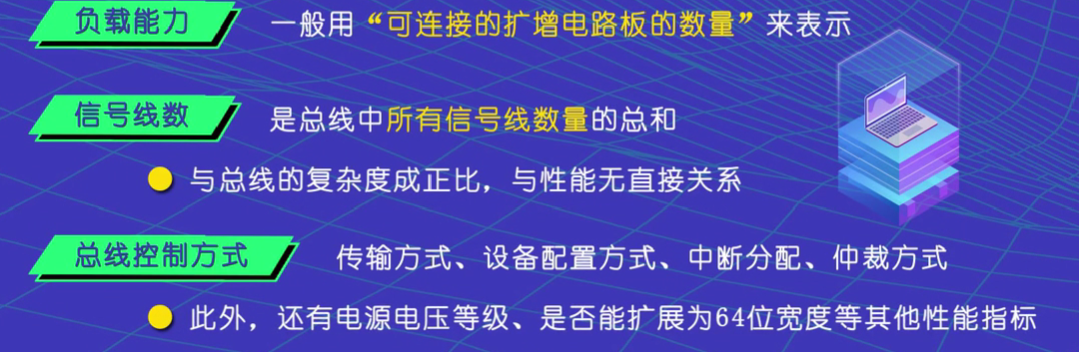 负载能力 一般用“可连接的扩增电路板的数量”来表示
信号线数 是总线中所有信号线数量的总和
与总线的复杂度成正比，与性能无直接关系
总线控制方式 传输方式、设备配置方式、中断分配、仲裁方式
此外，还有电源电压等级、是否能扩展为64位宽度等其他性能指标